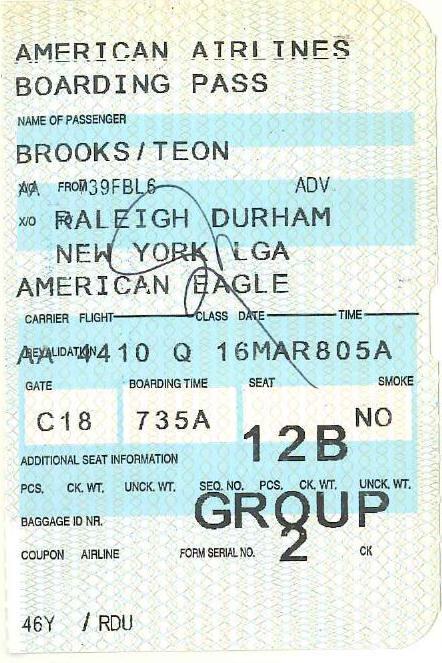 AMERICAN AIRLINES
BOARDING PASS
NAME OF PASSENGER
BROOKS/TEON
AA FROM 739FBL6 ADV
X/O RALEIGH DURHAM
NEW YORK LGA
AMERICAN EAGLE
CARRIER FLIGHT CLASS DATE TIME
AA 4410 Q 16MAR805A
REVALIDATION
GATE BOARDING TIME SEAT SMOKE
C18 735A 12B NO
ADDITIONAL SEAT INFORMATION
PCS. CK. WT. UNCK. WT. SEQ. NO. PCS. CK. WT. UNCK. WT.
GROUP
BAGGAGE ID NR.
2
COUPON AIRLINE FORM SERIAL NO. CK
46Y / RDU